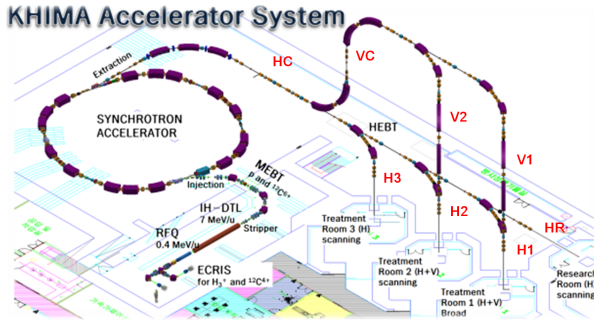 KHIMA Accelerator System
Extraction
HC
VC
SYNCHROTRON
ACCELERATOR
V2
HEBT
V1
MEBT
p and ¹²C⁶⁺
Injection
H3
IH-DTL
7 MeV/u
Stripper
H2
HR
RFQ
0.4 MeV/u
H1
Treatment
Room 3 (H)
scanning
ECRIS
for H₃⁺ and ¹²C⁴⁺
Treatment
Room 2 (H+V)
scanning
Treatment
Room 1 (H+V)
Broad
Research
Room (H)
scanning